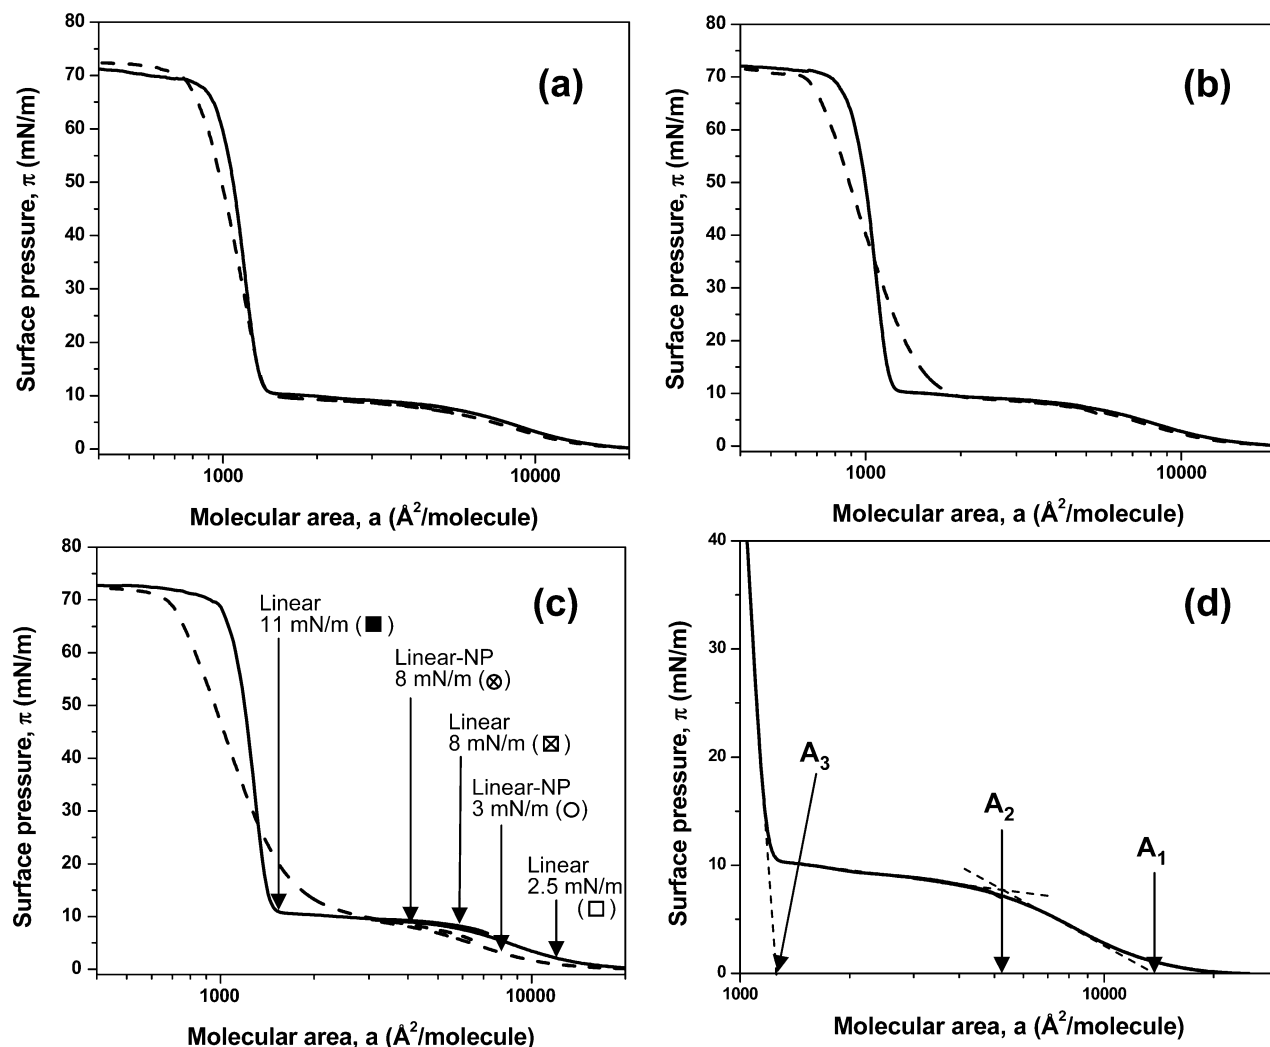 (a)
80
70
60
50
40
30
20
10
0
Surface pressure, π (mN/m)
1000
10000
Molecular area, a (Å²/molecule)
(b)
80
70
60
50
40
30
20
10
0
Surface pressure, π (mN/m)
1000
10000
Molecular area, a (Å²/molecule)
(c)
80
70
60
50
40
30
20
10
0
Surface pressure, π (mN/m)
Linear
11 mN/m (■)
Linear-NP
8 mN/m (⊗)
Linear
8 mN/m (⊠)
Linear-NP
3 mN/m (○)
Linear
2.5 mN/m
(□)
1000
10000
Molecular area, a (Å²/molecule)
(d)
40
30
20
10
0
Surface pressure, π (mN/m)
A₃
A₂
A₁
1000
10000
Molecular area, a (Å²/molecule)